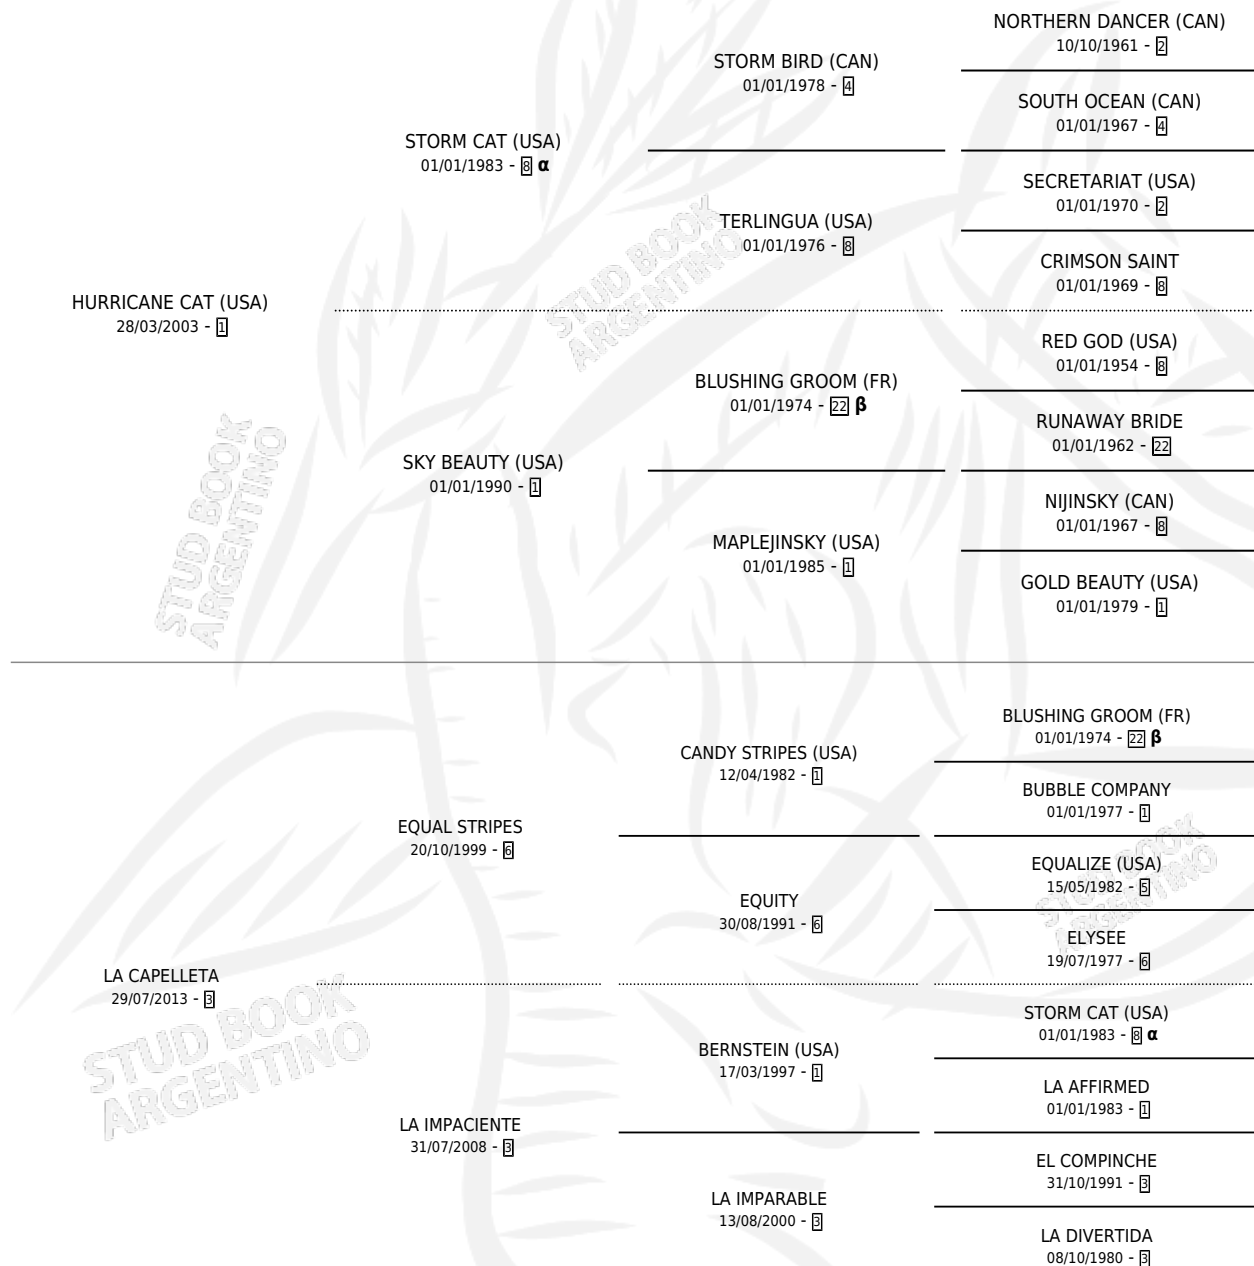 NORTHERN DANCER (CAN)
10/10/1961 - 2
STORM BIRD (CAN)
01/01/1978 - 4
SOUTH OCEAN (CAN)
01/01/1967 - 4
STORM CAT (USA)
01/01/1983 - 8 α
SECRETARIAT (USA)
01/01/1970 - 2
TERLINGUA (USA)
01/01/1976 - 8
CRIMSON SAINT
01/01/1969 - 8
HURRICANE CAT (USA)
28/03/2003 - 1
RED GOD (USA)
01/01/1954 - 8
BLUSHING GROOM (FR)
01/01/1974 - 22 β
RUNAWAY BRIDE
01/01/1962 - 22
SKY BEAUTY (USA)
01/01/1990 - 1
NIJINSKY (CAN)
01/01/1967 - 8
MAPLEJINSKY (USA)
01/01/1985 - 1
GOLD BEAUTY (USA)
01/01/1979 - 1
BLUSHING GROOM (FR)
01/01/1974 - 22 β
CANDY STRIPES (USA)
12/04/1982 - 1
BUBBLE COMPANY
01/01/1977 - 1
EQUAL STRIPES
20/10/1999 - 6
EQUALIZE (USA)
15/05/1982 - 5
EQUITY
30/08/1991 - 6
ELYSEE
19/07/1977 - 6
LA CAPELLETA
29/07/2013 - 3
STORM CAT (USA)
01/01/1983 - 8 α
BERNSTEIN (USA)
17/03/1997 - 1
LA AFFIRMED
01/01/1983 - 1
LA IMPACIENTE
31/07/2008 - 3
EL COMPINCHE
31/10/1991 - 3
LA IMPARABLE
13/08/2000 - 3
LA DIVERTIDA
08/10/1980 - 3
STUD BOOK
ARGENTINO
STUD BOOK
ARGENTINO
STUD BOOK
ARGENTINO
STUD BOOK
ARGENTINO